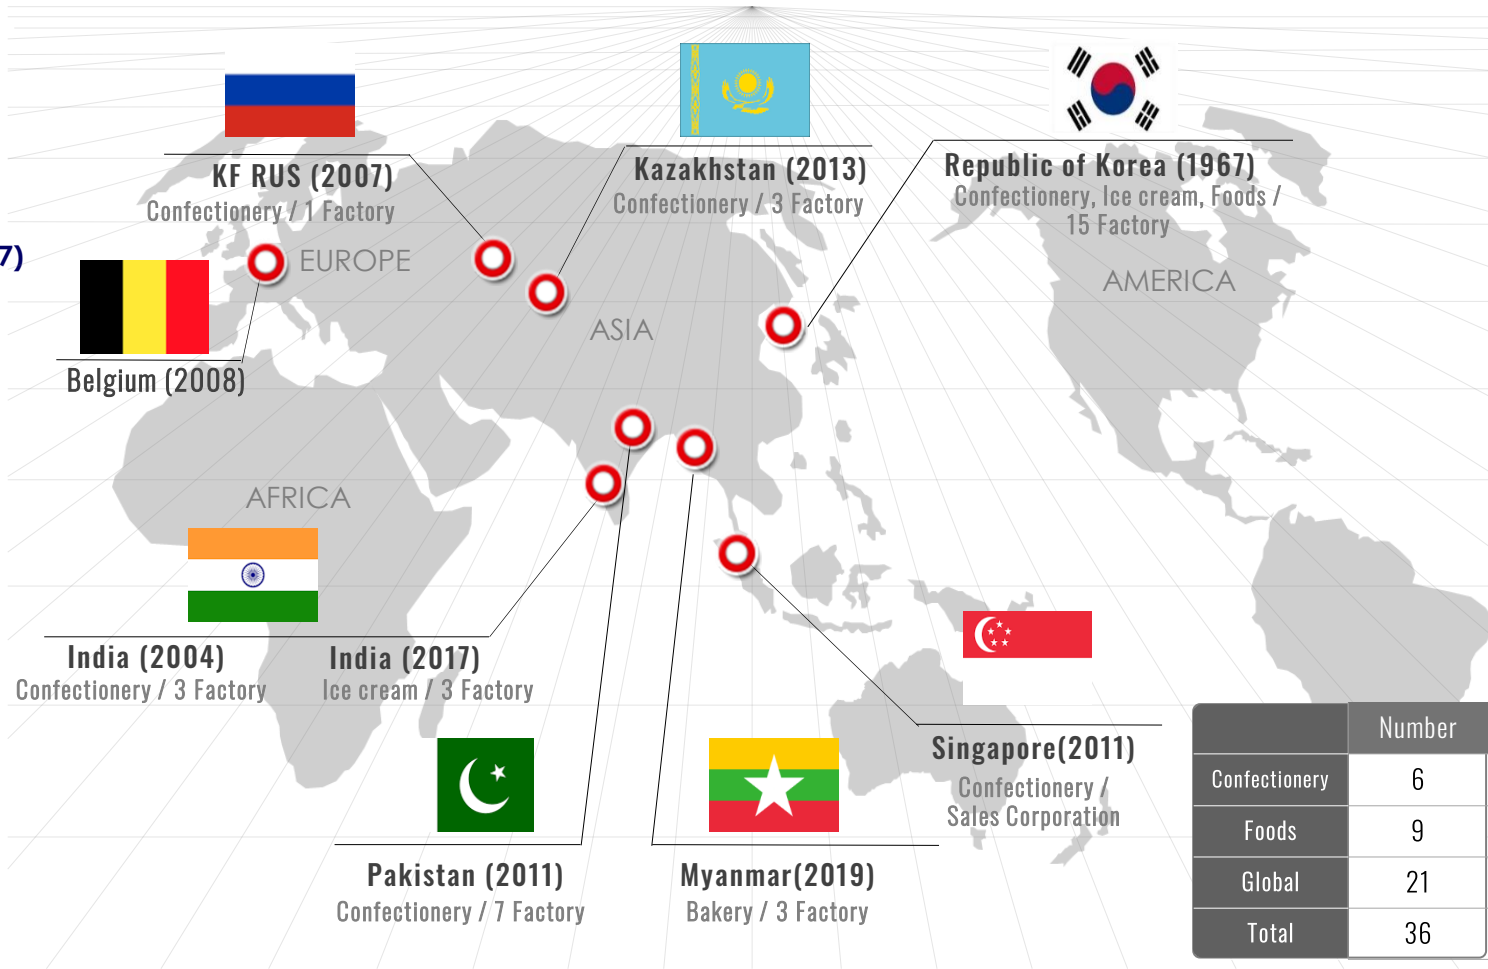 KF RUS (2007)
Confectionery / 1 Factory
Kazakhstan (2013)
Confectionery / 3 Factory
Republic of Korea (1967)
Confectionery, Ice cream, Foods /
15 Factory
7)
EUROPE
ASIA
AMERICA
Belgium (2008)
AFRICA
India (2004)
Confectionery / 3 Factory
India (2017)
Ice cream / 3 Factory
Singapore(2011)
Confectionery /
Sales Corporation
Pakistan (2011)
Confectionery / 7 Factory
Myanmar(2019)
Bakery / 3 Factory
Number
Confectionery 6
Foods 9
Global 21
Total 36